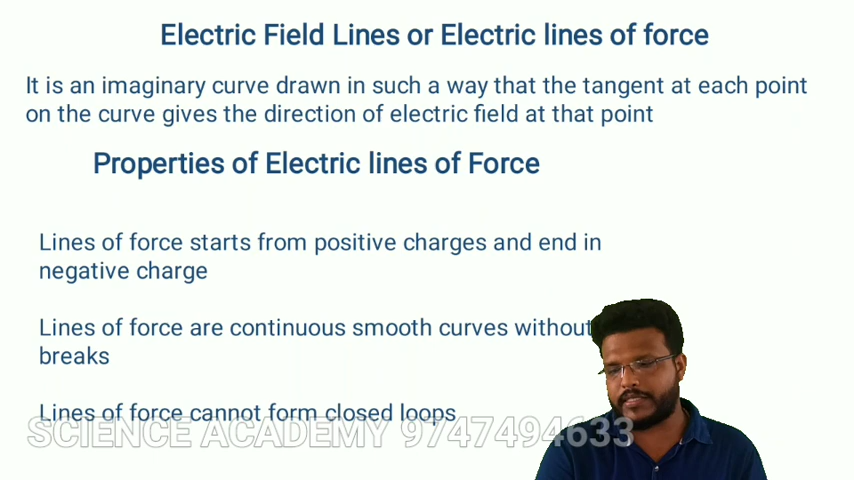 Electric Field Lines or Electric lines of force
It is an imaginary curve drawn in such a way that the tangent at each point
on the curve gives the direction of electric field at that point
Properties of Electric lines of Force
Lines of force starts from positive charges and end in
negative charge
Lines of force are continuous smooth curves without
breaks
Lines of force cannot form closed loops
SCIENCE ACADEMY 9747494633